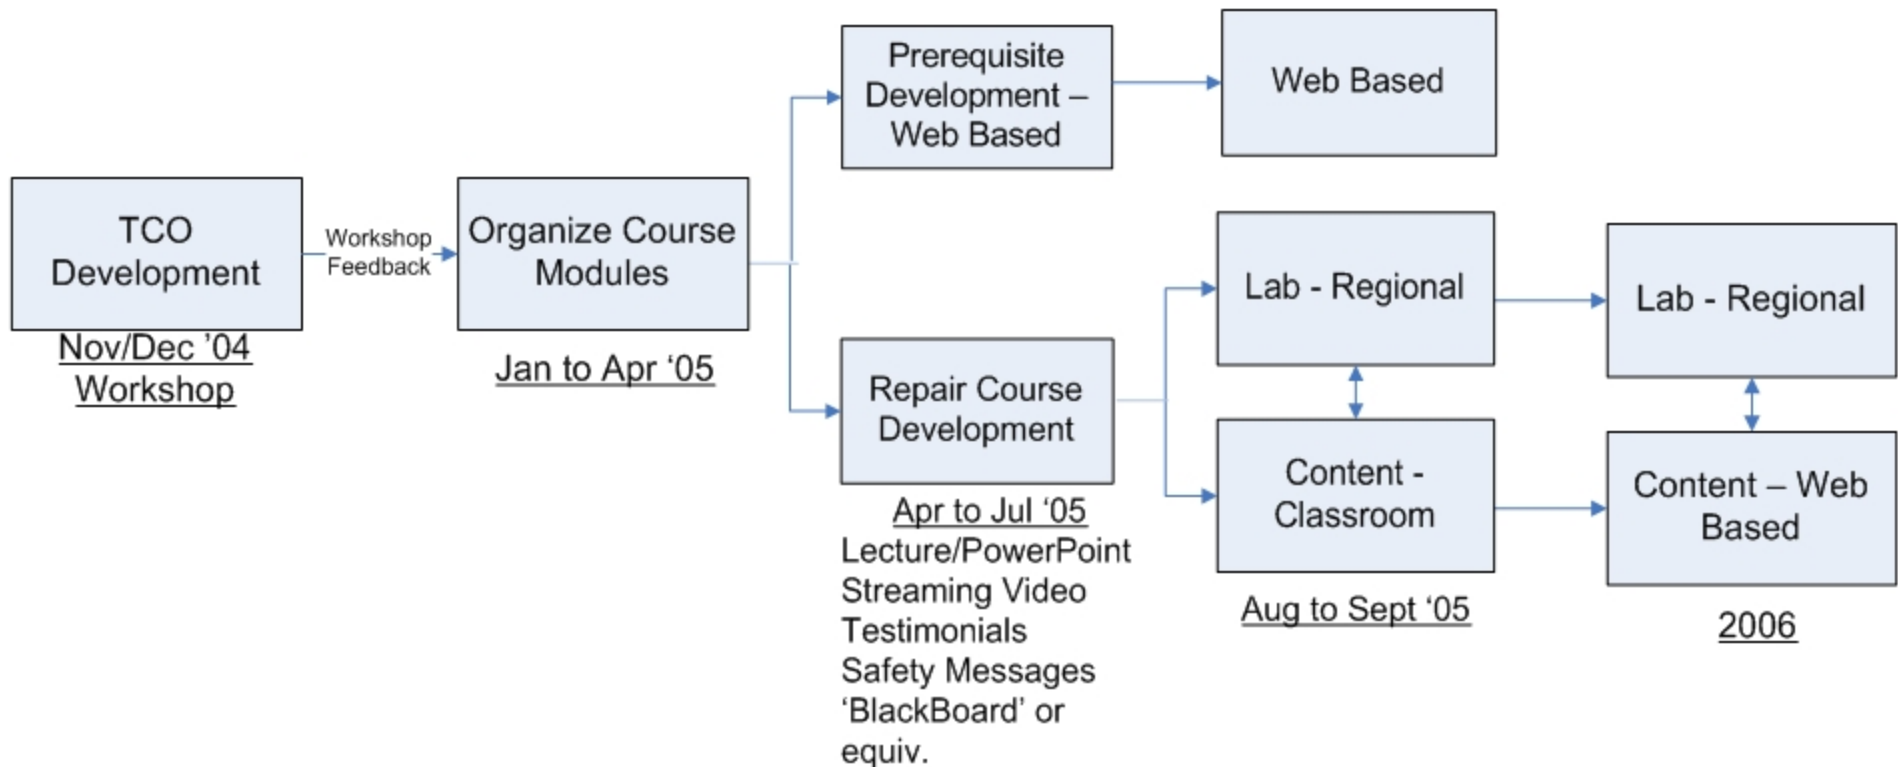 TCO
Development
Nov/Dec ’04
Workshop
Workshop
Feedback
Organize Course
Modules
Jan to Apr ‘05
Prerequisite
Development –
Web Based
Web Based
Repair Course
Development
Apr to Jul ‘05
Lecture/PowerPoint
Streaming Video
Testimonials
Safety Messages
‘BlackBoard’ or
equiv.
Lab - Regional
Content -
Classroom
Aug to Sept ‘05
Lab - Regional
Content – Web
Based
2006